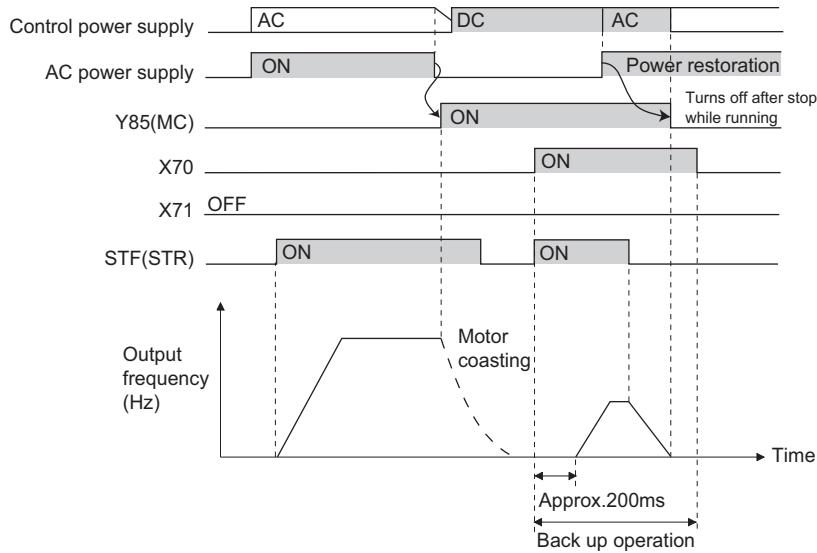 Control power supply
AC
DC
AC
AC power supply
ON
Power restoration
Turns off after stop
while running
Y85(MC)
ON
X70
ON
X71
OFF
STF(STR)
ON
ON
Output
frequency
(Hz)
Motor
coasting
Time
Approx.200ms
Back up operation